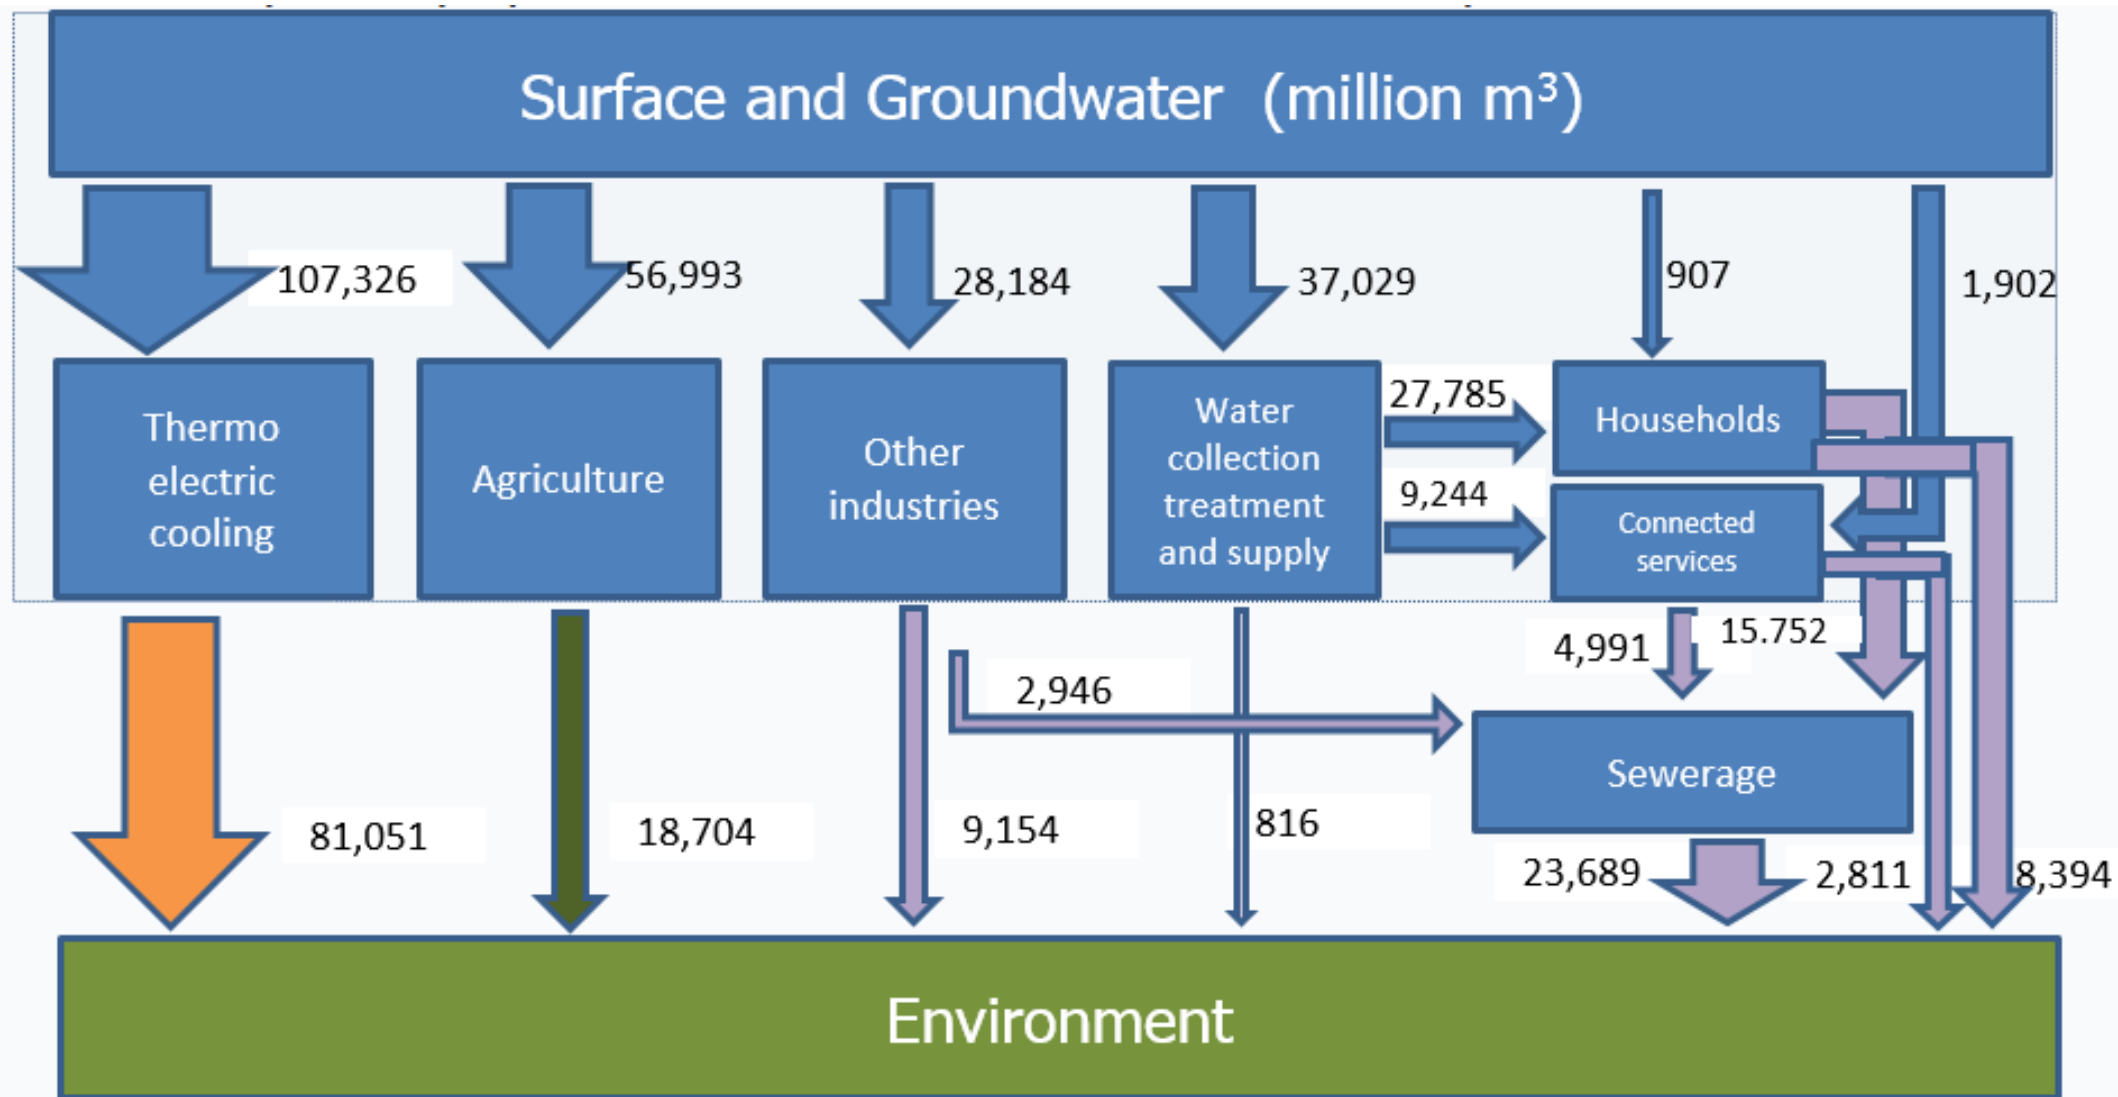 Surface and Groundwater (million m³)
107,326
56,993
28,184
37,029
907
1,902
Thermo
electric
cooling
Agriculture
Other
industries
Water
collection
treatment
and supply
27,785
9,244
Households
Connected
services
4,991
15.752
2,946
Sewerage
81,051
18,704
9,154
816
23,689
2,811
8,394
Environment